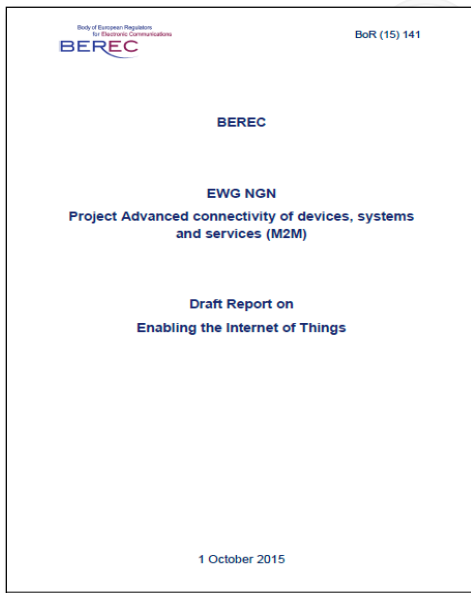 Body of European Regulators
for Electronic Communications
BEREC
BoR (15) 141
BEREC
EWG NGN
Project Advanced connectivity of devices, systems
and services (M2M)
Draft Report on
Enabling the Internet of Things
1 October 2015